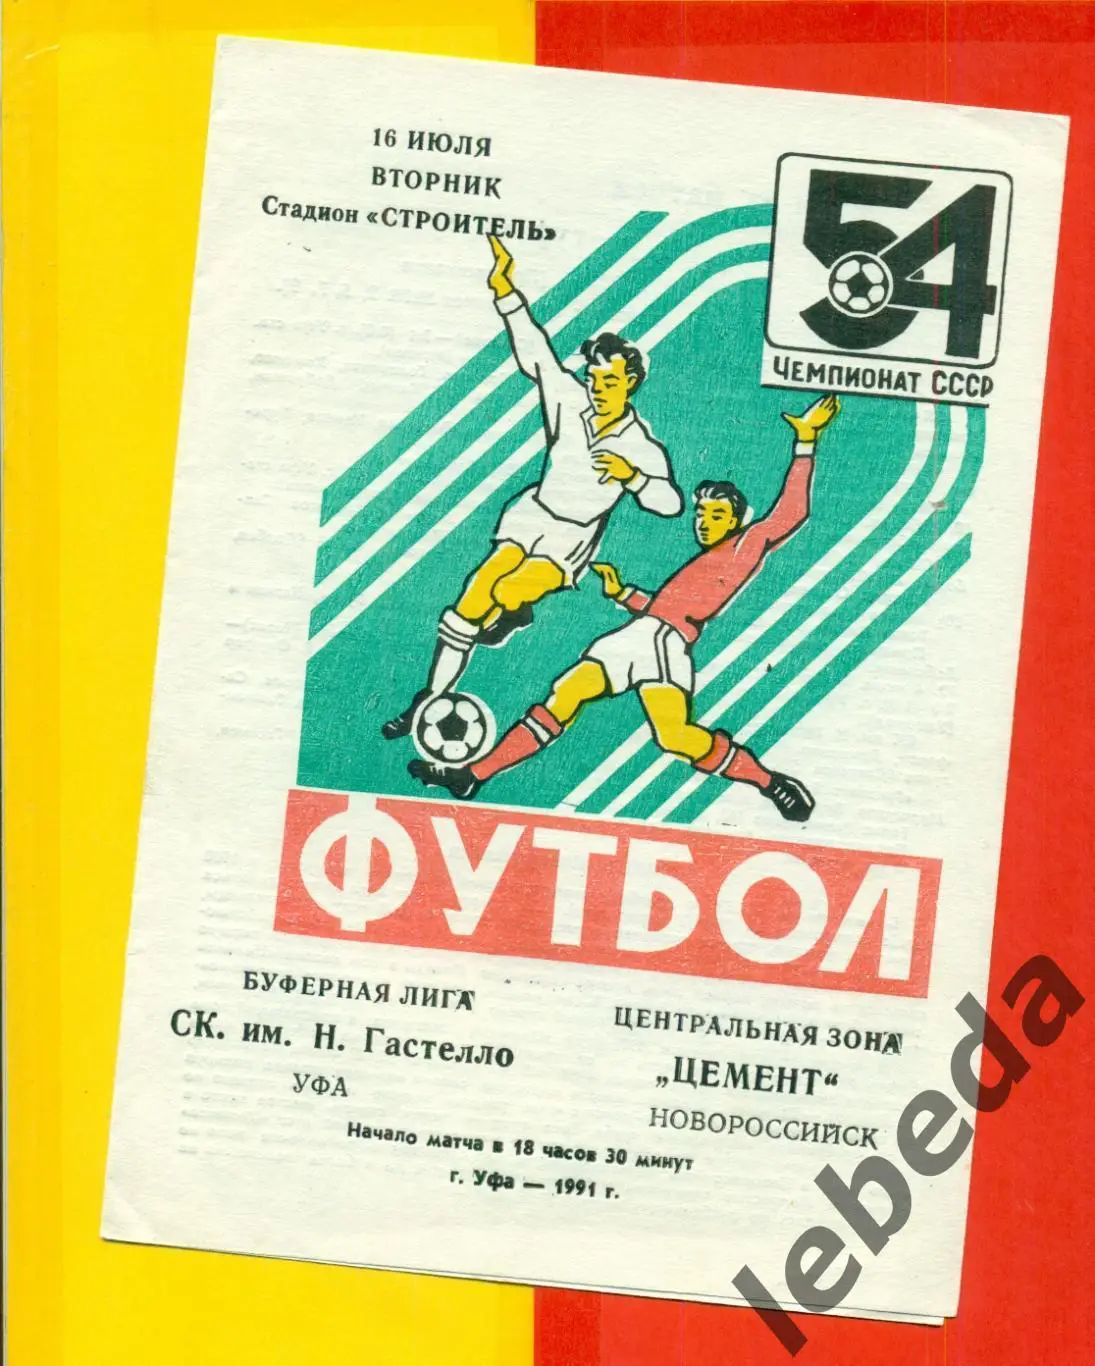 16 ИЮЛЯ
ВТОРНИК
Стадион «СТРОИТЕЛЬ»
54
ЧЕМПИОНАТ СССР
ФУТБОЛ
БУФЕРНАЯ ЛИГА
СК. им. Н. Гастелло
УФА
ЦЕНТРАЛЬНАЯ ЗОНА
„ЦЕМЕНТ“
НОВОРОССИЙСК
Начало матча в 18 часов 30 минут
г. Уфа — 1991 г.
lebeda